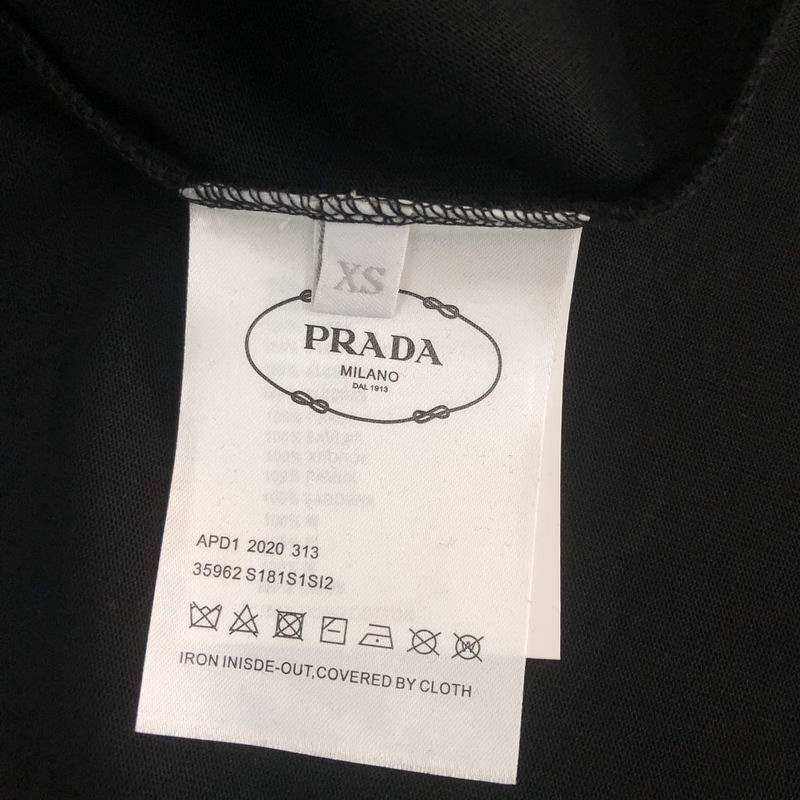 XS
PRADA
MILANO
DAL 1913
APD1 2020 313
35962 S181S1SI2
IRON INISDE-OUT,COVERED BY CLOTH